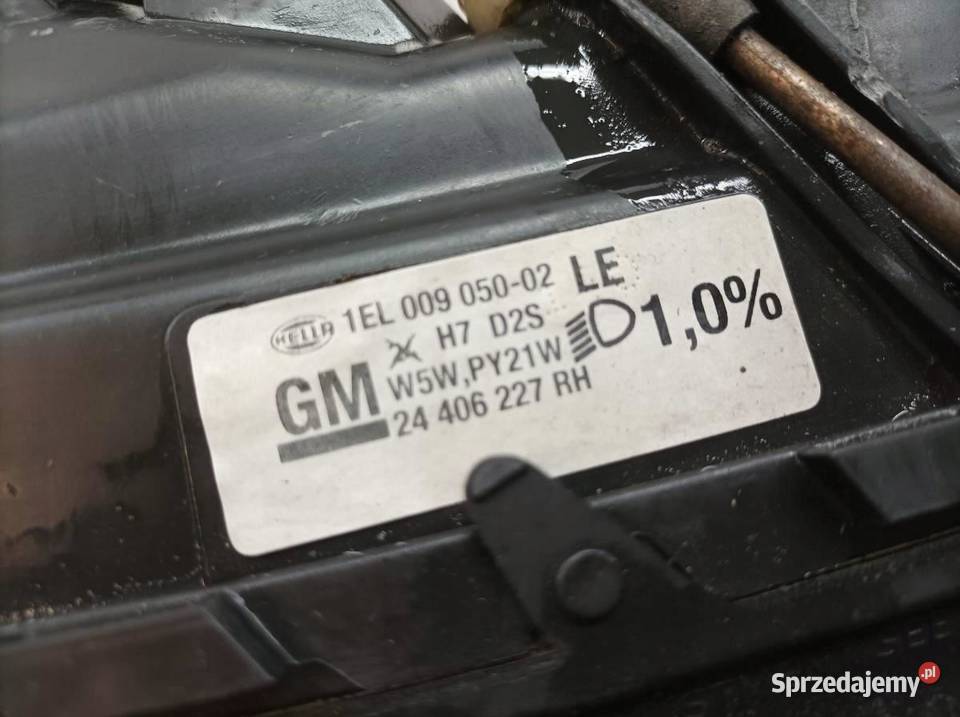 HELLA 1EL 009 050-02 LE
H7 D2S
GM W5W,PY21W 1,0%
24 406 227 RH
Sprzedajemy.pl